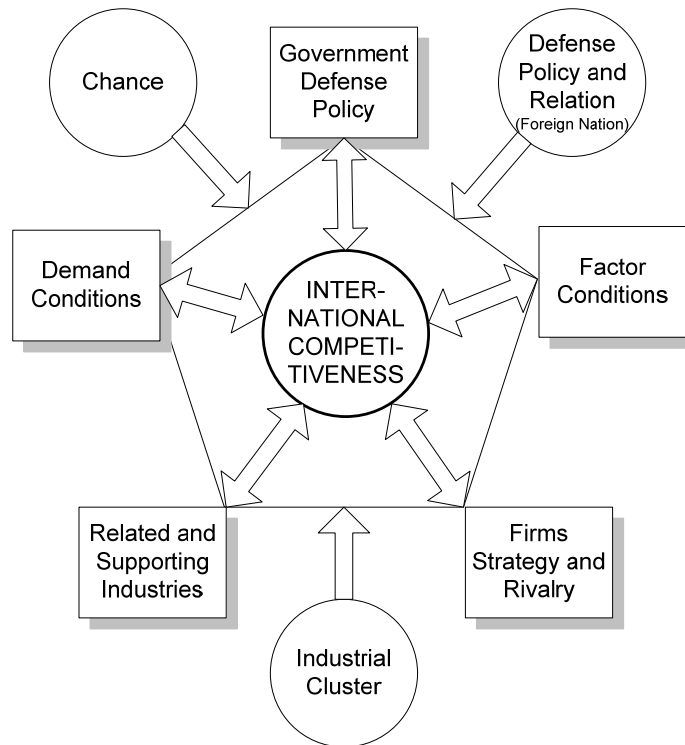 Chance
Government
Defense
Policy
Defense
Policy and
Relation
(Foreign Nation)
Demand
Conditions
INTER-
NATIONAL
COMPETI-
TIVENESS
Factor
Conditions
Related and
Supporting
Industries
Firms
Strategy and
Rivalry
Industrial
Cluster